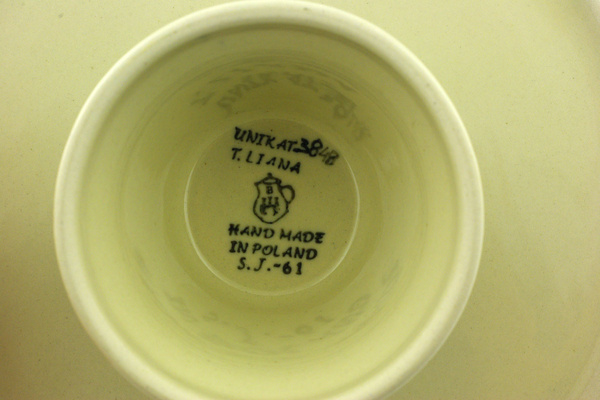 UNIKAT 3848
T. LIANA
B
HAND MADE
IN POLAND
S.J.-61